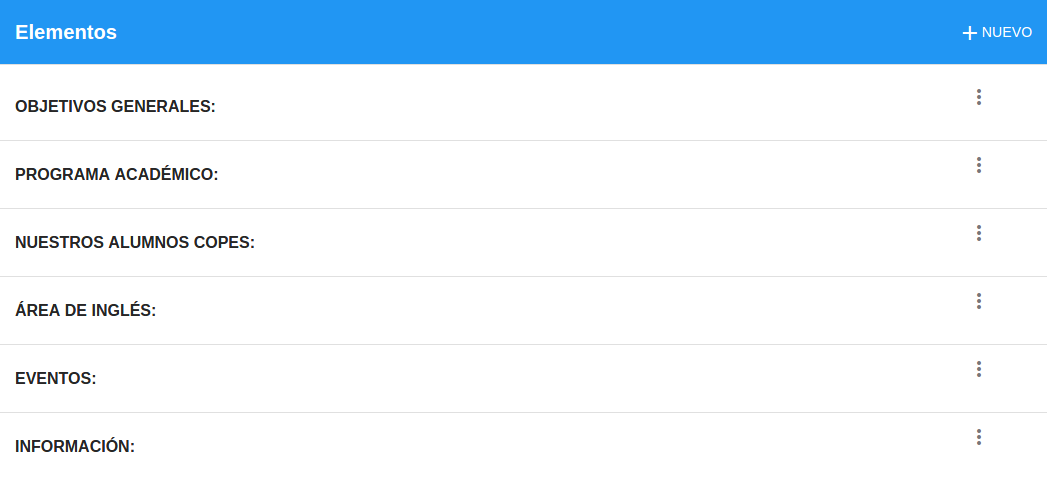 Elementos
NUEVO
OBJETIVOS GENERALES:
PROGRAMA ACADÉMICO:
NUESTROS ALUMNOS COPES:
ÁREA DE INGLÉS:
EVENTOS:
INFORMACIÓN: